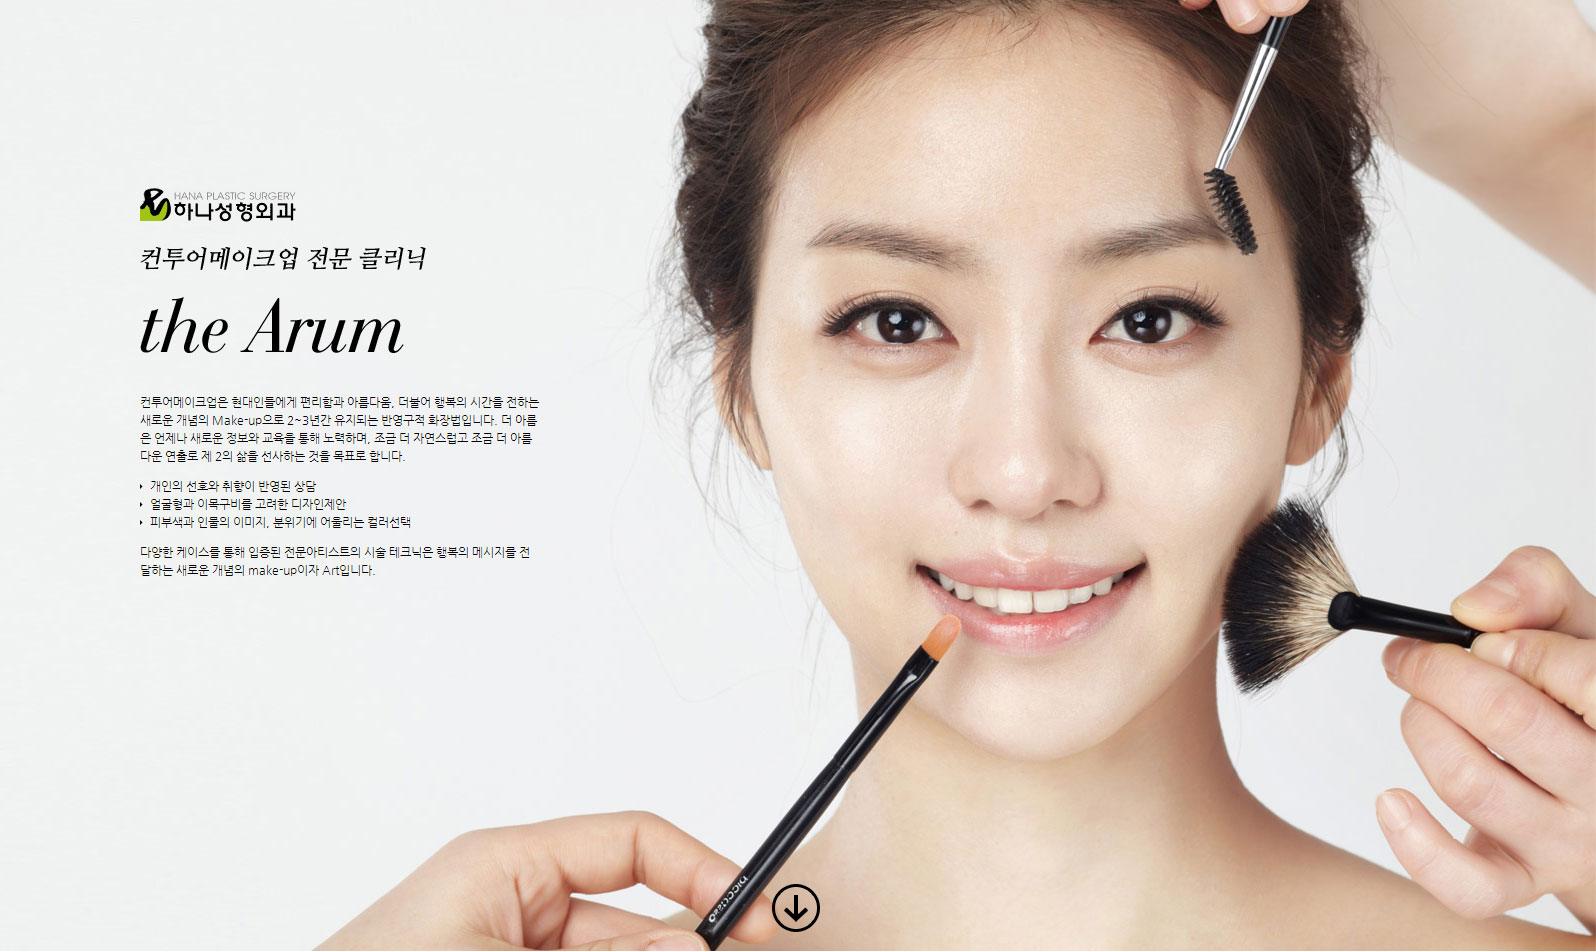 HANA PLASTIC SURGERY
하나성형외과
컨투어메이크업 전문 클리닉
the Arum
컨투어메이크업은 현대인들에게 편리함과 아름다움, 더불어 행복의 시간을 전하는
새로운 개념의 Make-up으로 2~3년간 유지되는 반영구적 화장법입니다. 더 아름
은 언제나 새로운 정보와 교육을 통해 노력하며, 조금 더 자연스럽고 조금 더 아름
다운 연출로 제 2의 삶을 선사하는 것을 목표로 합니다.
개인의 선호와 취향이 반영된 상담
얼굴형과 이목구비를 고려한 디자인제안
피부색과 인물의 이미지, 분위기에 어울리는 컬러선택
다양한 케이스를 통해 입증된 전문아티스트의 시술 테크닉은 행복의 메시지를 전
달하는 새로운 개념의 make-up이자 Art입니다.